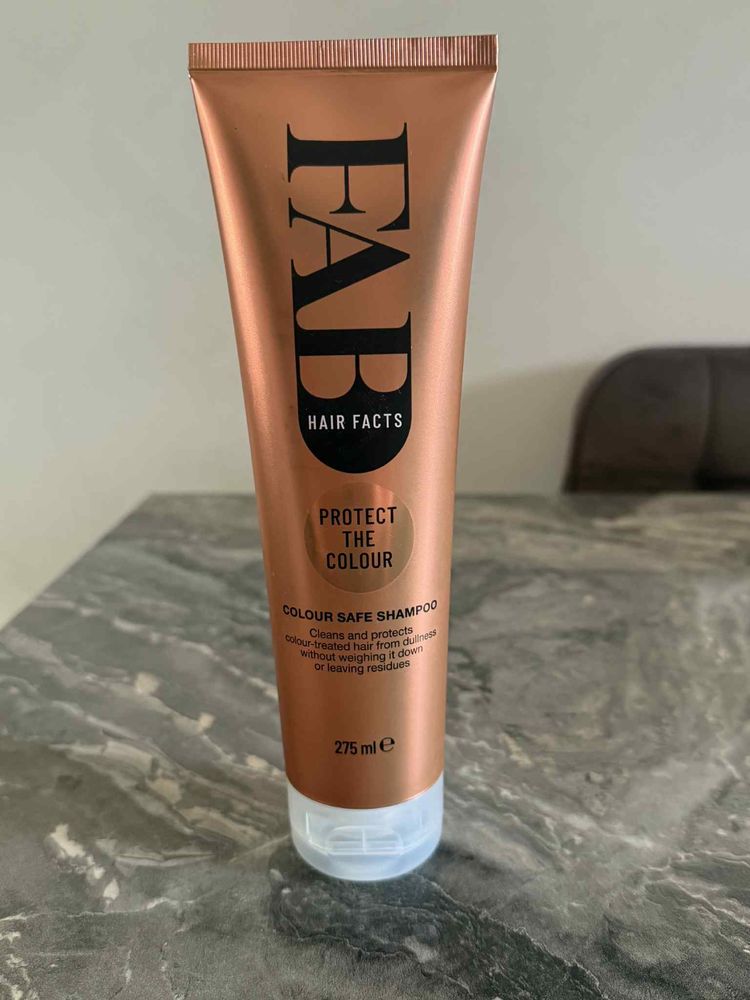 FAB
HAIR FACTS
PROTECT
THE
COLOUR
COLOUR SAFE SHAMPOO
Cleans and protects
colour-treated hair from dullness
without weighing it down
or leaving residues
275 ml ℮